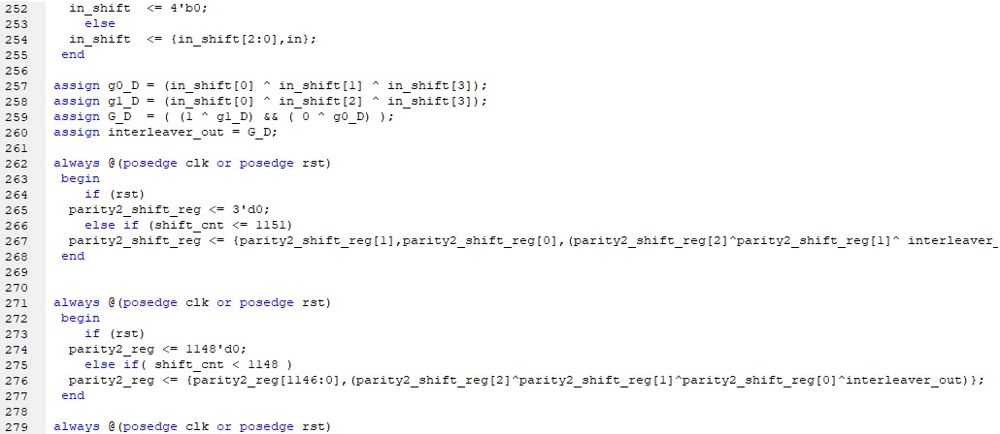 252 in_shift <= 4'b0;
253 else
254 in_shift <= {in_shift[2:0],in};
255 end
256
257 assign g0_D = (in_shift[0] ^ in_shift[1] ^ in_shift[3]);
258 assign g1_D = (in_shift[0] ^ in_shift[2] ^ in_shift[3]);
259 assign G_D = ( (1 ^ g1_D) && ( 0 ^ g0_D) );
260 assign interleaver_out = G_D;
261
262 always @(posedge clk or posedge rst)
263 begin
264 if (rst)
265 parity2_shift_reg <= 3'd0;
266 else if (shift_cnt <= 1151)
267 parity2_shift_reg <= {parity2_shift_reg[1],parity2_shift_reg[0],(parity2_shift_reg[2]^parity2_shift_reg[1]^ interleaver_
268 end
269
270
271 always @(posedge clk or posedge rst)
272 begin
273 if (rst)
274 parity2_reg <= 1148'd0;
275 else if( shift_cnt < 1148 )
276 parity2_reg <= {parity2_reg[1146:0],(parity2_shift_reg[2]^parity2_shift_reg[1]^parity2_shift_reg[0]^interleaver_out)};
277 end
278
279 always @(posedge clk or posedge rst)